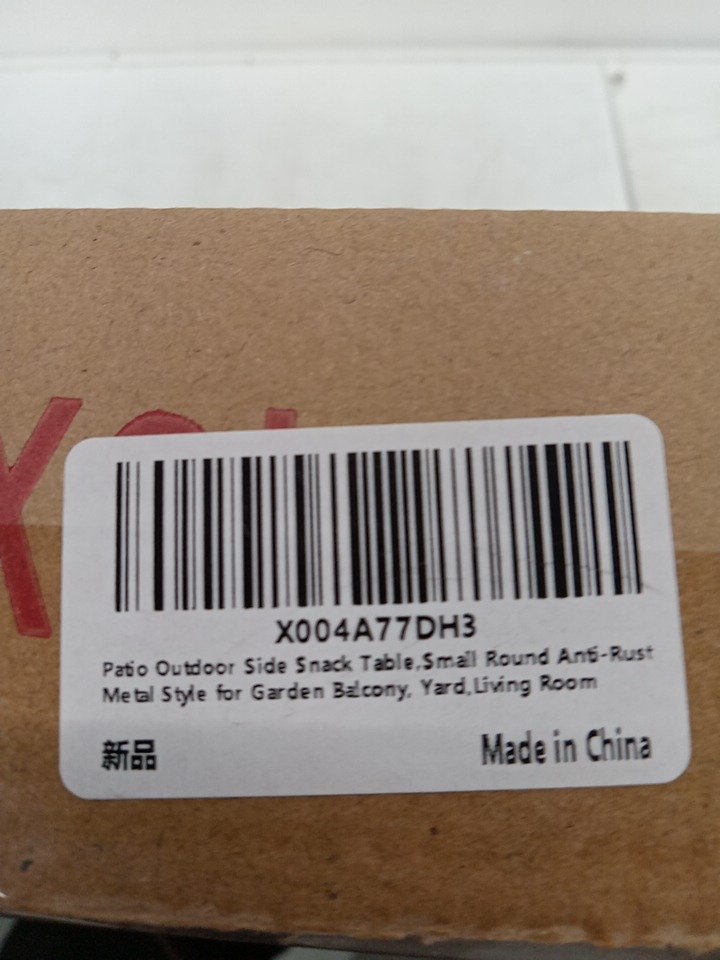 X004A77DH3
Patio Outdoor Side Snack Table,Small Round Anti-Rust
Metal Style for Garden Balcony, Yard,Living Room
新品
Made in China